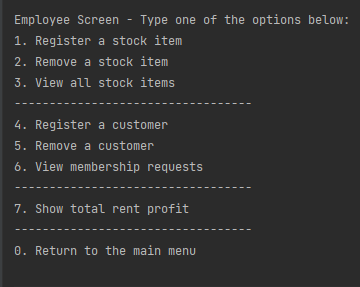 Employee Screen - Type one of the options below:
1. Register a stock item
2. Remove a stock item
3. View all stock items
----------------------------------
4. Register a customer
5. Remove a customer
6. View membership requests
----------------------------------
7. Show total rent profit
----------------------------------
0. Return to the main menu